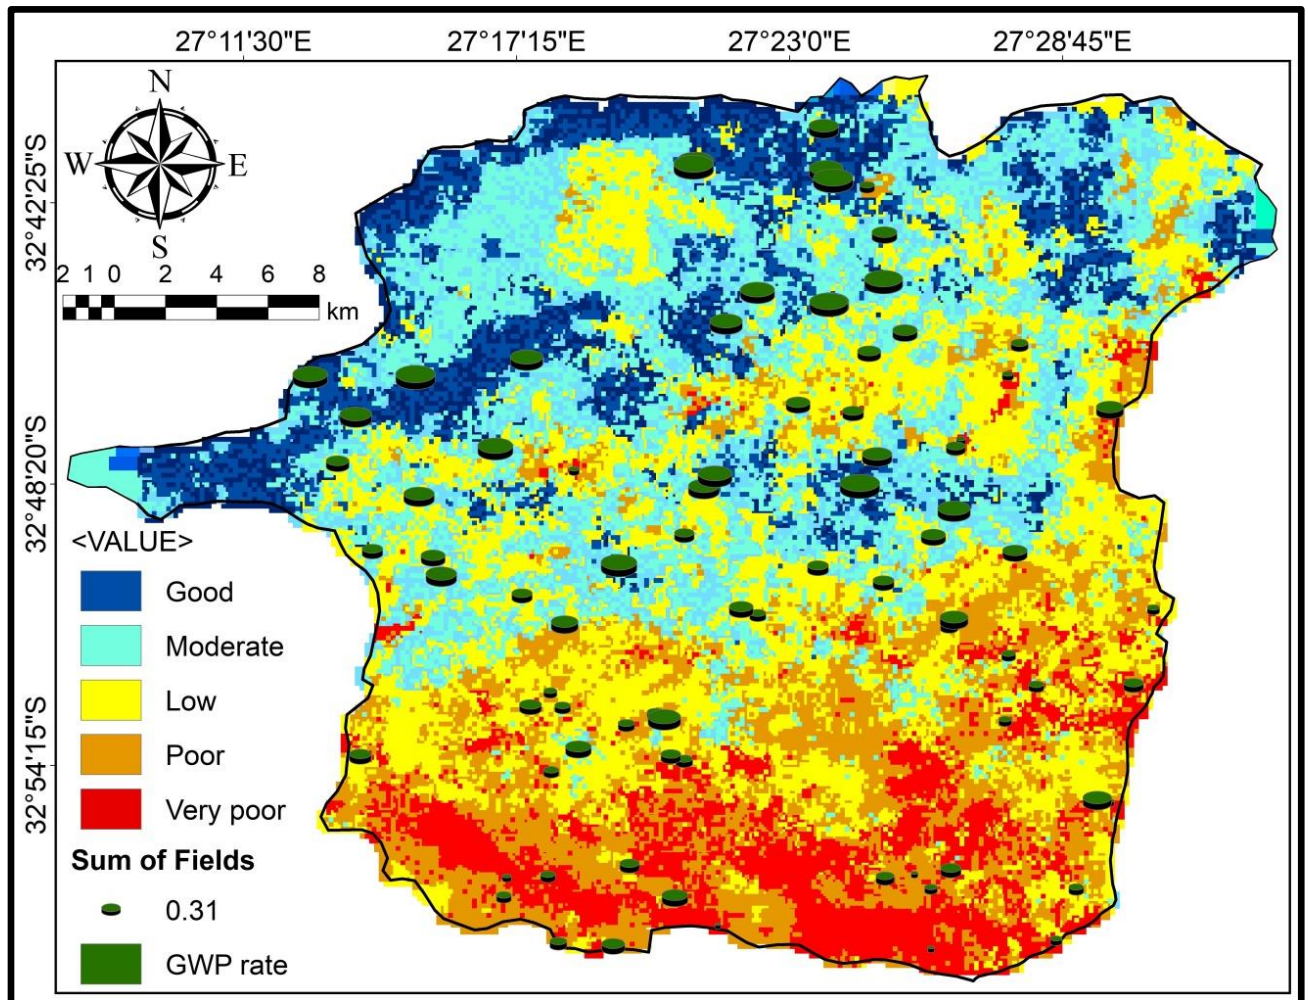 27°11'30"E 27°17'15"E 27°23'0"E 27°28'45"E
N
W E
S
32°42'25"S
2 1 0 2 4 6 8
km
32°48'20"S
<VALUE>
Good
Moderate
Low
32°54'15"S
Poor
Very poor
Sum of Fields
0.31
GWP rate